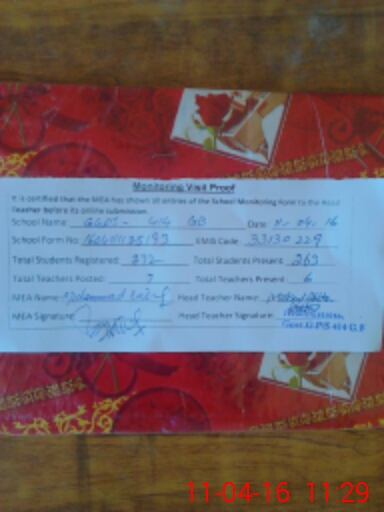 Monitoring Visit Proof
It is certified that the MEA has shown all entries of the School Monitoring Form to the Head
Teacher before its online submission.
School Name: GGPS - 414 GB Date: 11-04-16
School Form No: EMIS Code: 33130229
Total Students Registered: 272 Total Students Present: 263
Total Teachers Posted: 7 Total Teachers Present: 6
MEA Name: Mohammad Head Teacher Name:
MEA Signature: Head Teacher Signature:
Govt.G.P/S 414 G.B
11-04-16 11:29